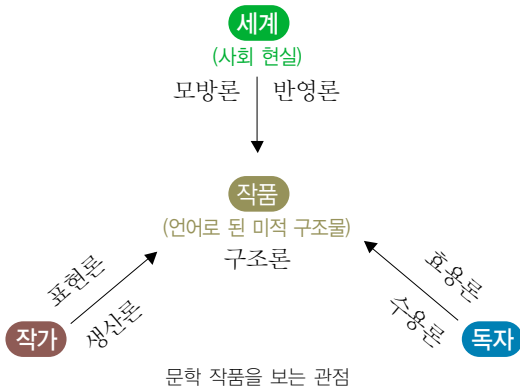 세계
(사회 현실)
모방론 반영론
작품
(언어로 된 미적 구조물)
구조론
표현론
생산론
작가
효용론
수용론
독자
문학 작품을 보는 관점